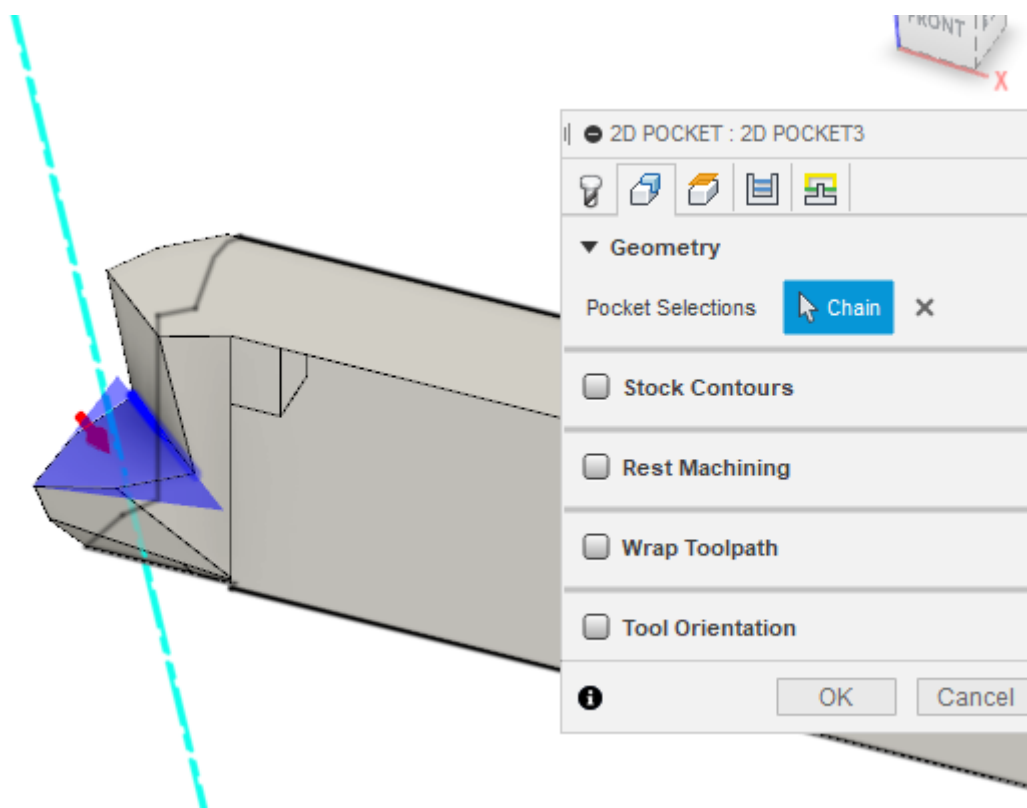 FRONT
X
2D POCKET : 2D POCKET3
Geometry
Pocket Selections Chain
Stock Contours
Rest Machining
Wrap Toolpath
Tool Orientation
OK Cancel